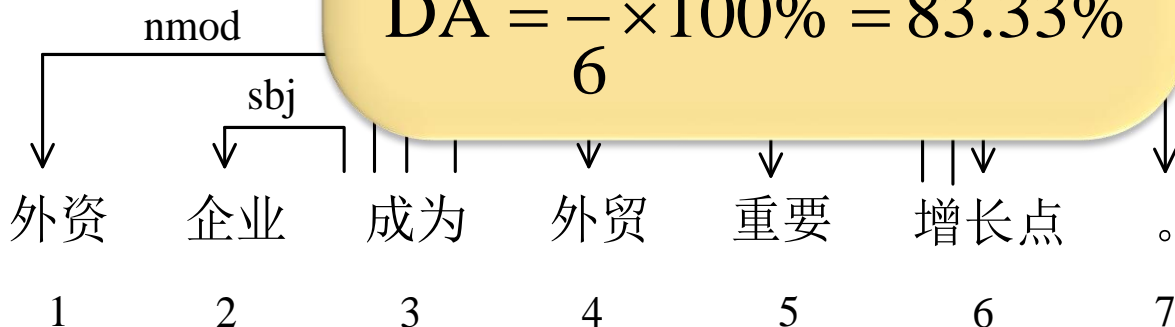 nmod
DA = — ×100% = 83.33%
6
sbj
外资 企业 成为 外贸 重要 增长点 。
1 2 3 4 5 6 7